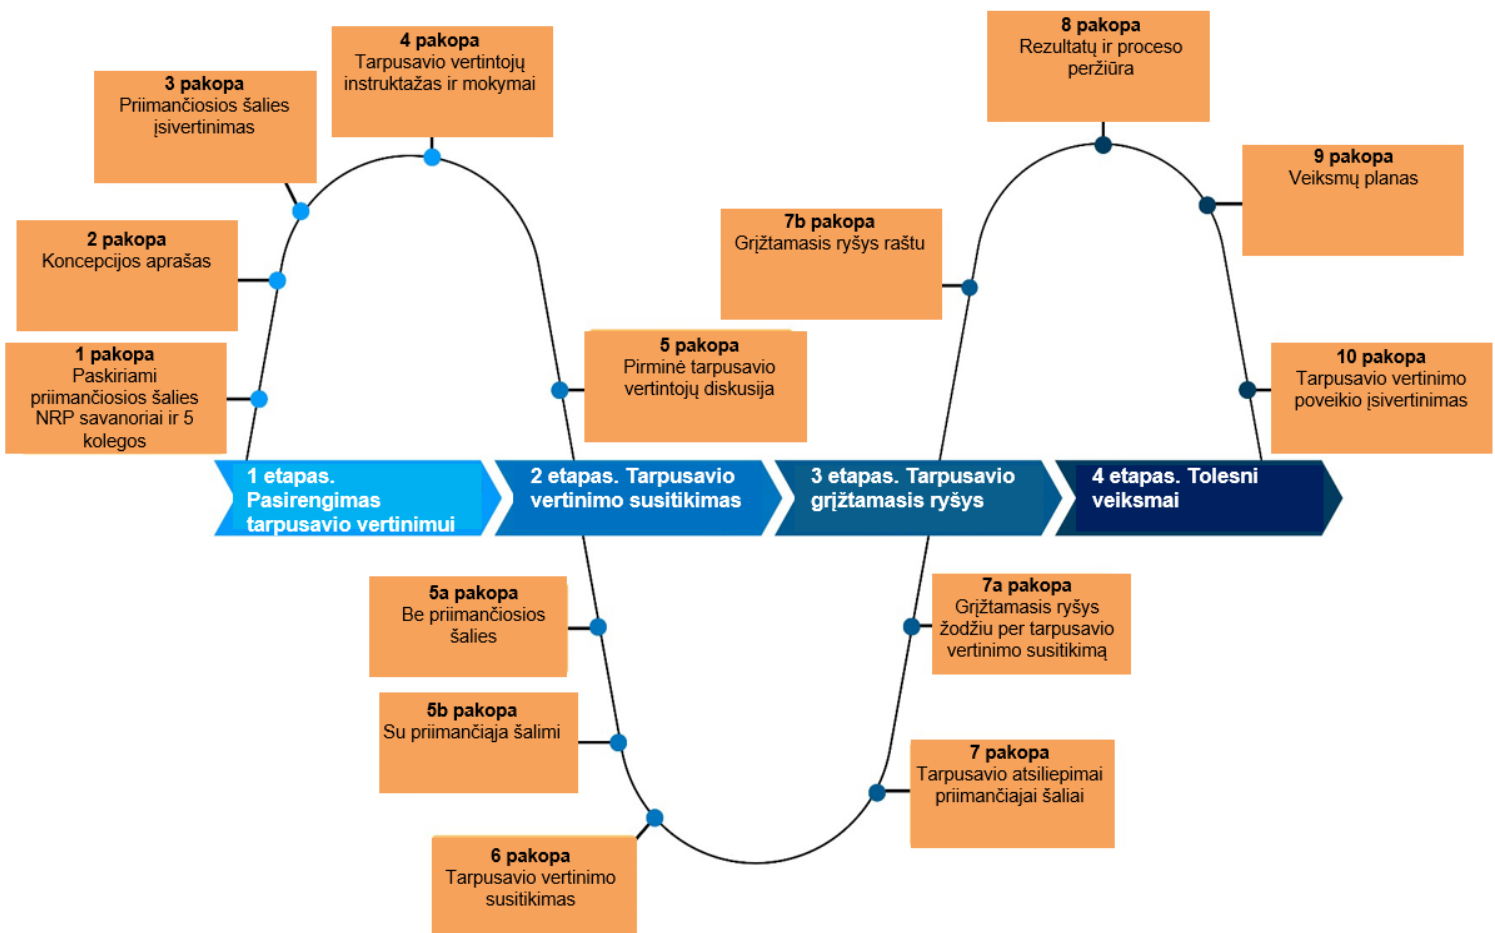 1 pakopa
Paskiriami
priimančiosios šalies
NRP savanoriai ir 5
kolegos
2 pakopa
Koncepcijos aprašas
3 pakopa
Priimančiosios šalies
įsivertinimas
4 pakopa
Tarpusavio vertintojų
instruktažas ir mokymai
5 pakopa
Pirminė tarpusavio
vertintojų diskusija
7b pakopa
Grįžtamasis ryšys raštu
8 pakopa
Rezultatų ir proceso
peržiūra
9 pakopa
Veiksmų planas
10 pakopa
Tarpusavio vertinimo
poveikio įsivertinimas
1 etapas.
Pasirengimas
tarpusavio vertinimui
2 etapas. Tarpusavio
vertinimo susitikimas
3 etapas. Tarpusavio
grįžtamasis ryšys
4 etapas. Tolesni
veiksmai
5a pakopa
Be priimančiosios
šalies
5b pakopa
Su priimančiąja šalimi
6 pakopa
Tarpusavio vertinimo
susitikimas
7a pakopa
Grįžtamasis ryšys
žodžiu per tarpusavio
vertinimo susitikimą
7 pakopa
Tarpusavio atsiliepimai
priimančiajai šaliai